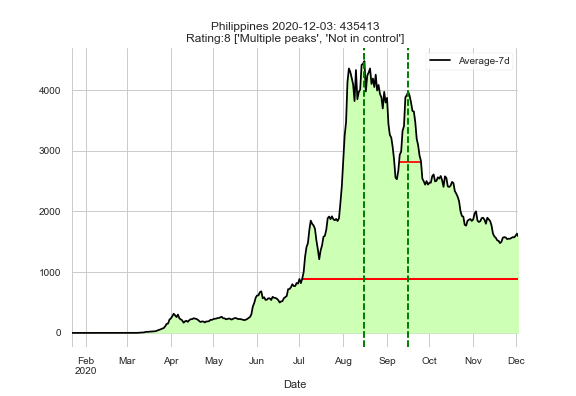 Philippines 2020-12-03: 435413
Rating:8 ['Multiple peaks', 'Not in control']
Average-7d
4000
3000
2000
1000
0
Feb Mar Apr May Jun Jul Aug Sep Oct Nov Dec
2020
Date